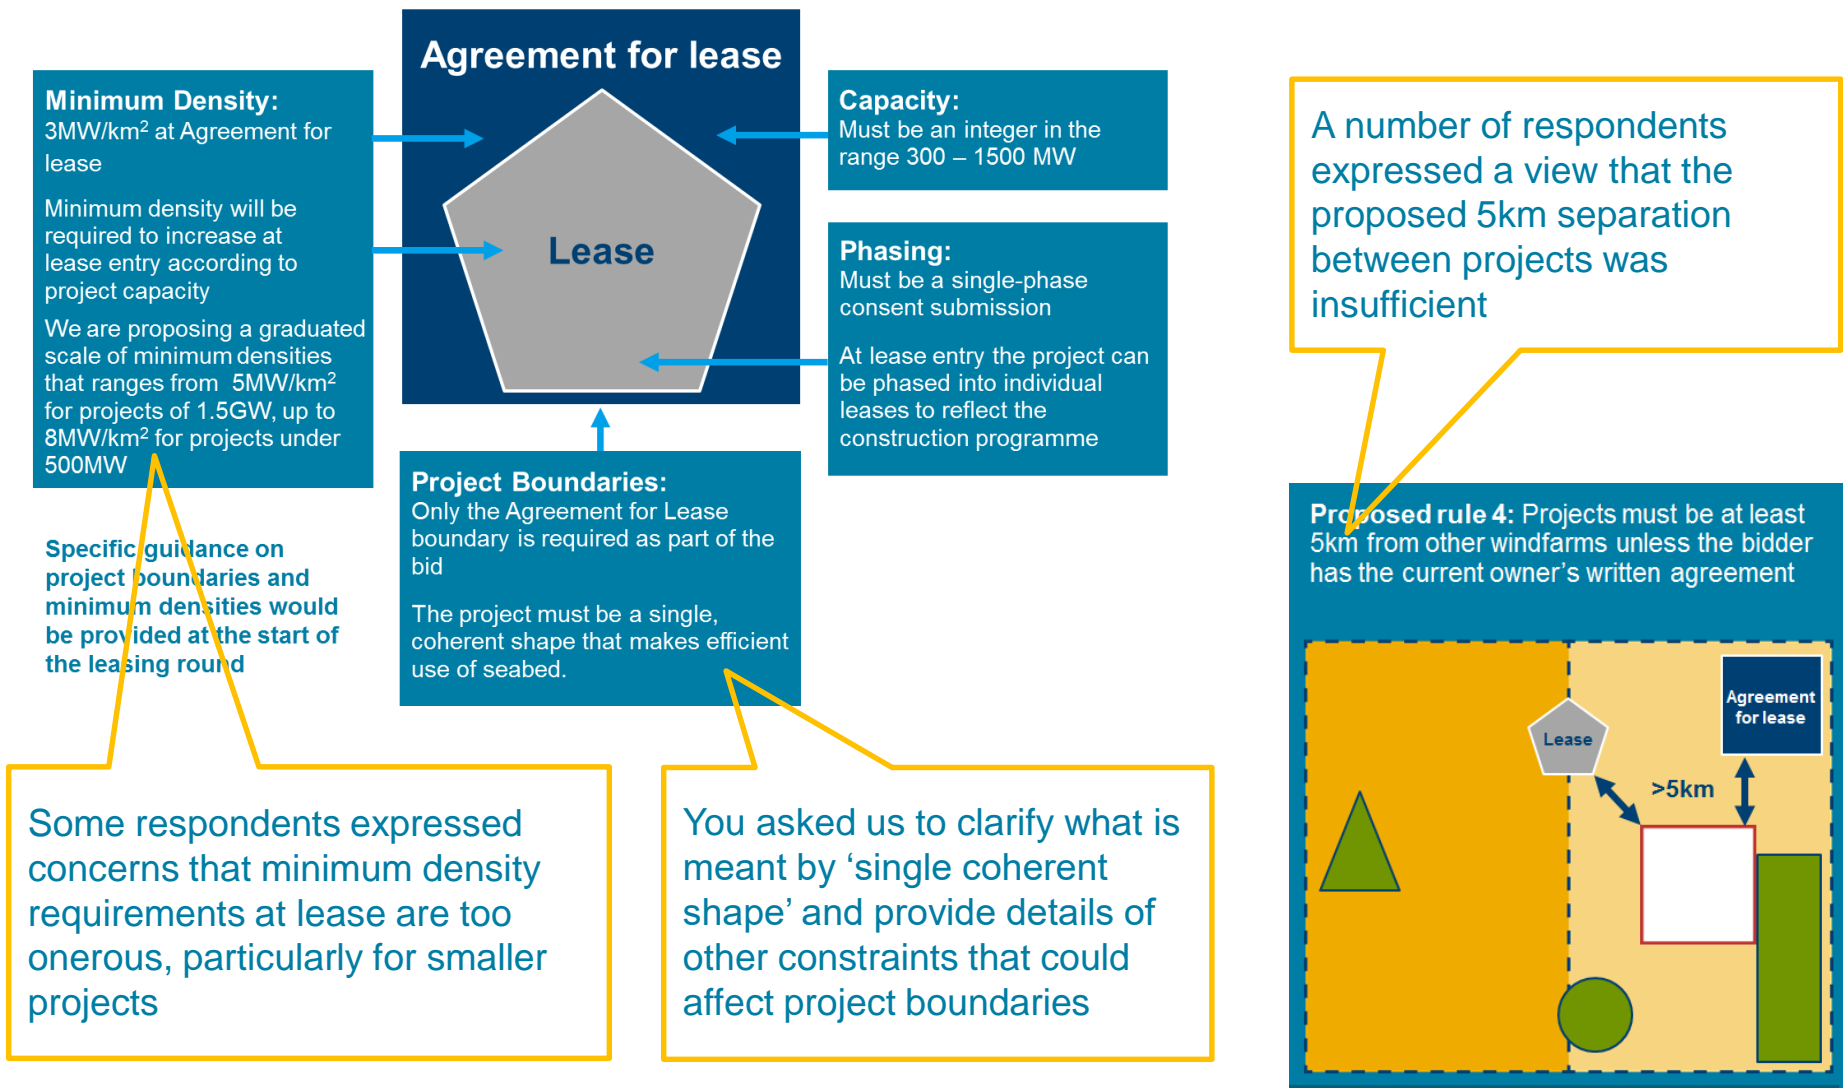 Agreement for lease
Lease
Minimum Density:
3MW/km² at Agreement for
lease
Minimum density will be
required to increase at
lease entry according to
project capacity
We are proposing a graduated
scale of minimum densities
that ranges from 5MW/km²
for projects of 1.5GW, up to
8MW/km² for projects under
500MW
Specific guidance on
project boundaries and
minimum densities would
be provided at the start of
the leasing round
Capacity:
Must be an integer in the
range 300 – 1500 MW
Phasing:
Must be a single-phase
consent submission
At lease entry the project can
be phased into individual
leases to reflect the
construction programme
Project Boundaries:
Only the Agreement for Lease
boundary is required as part of the
bid
The project must be a single,
coherent shape that makes efficient
use of seabed.
Some respondents expressed
concerns that minimum density
requirements at lease are too
onerous, particularly for smaller
projects
You asked us to clarify what is
meant by ‘single coherent
shape’ and provide details of
other constraints that could
affect project boundaries
A number of respondents
expressed a view that the
proposed 5km separation
between projects was
insufficient
Proposed rule 4: Projects must be at least
5km from other windfarms unless the bidder
has the current owner’s written agreement
Agreement
for lease
Lease
>5km